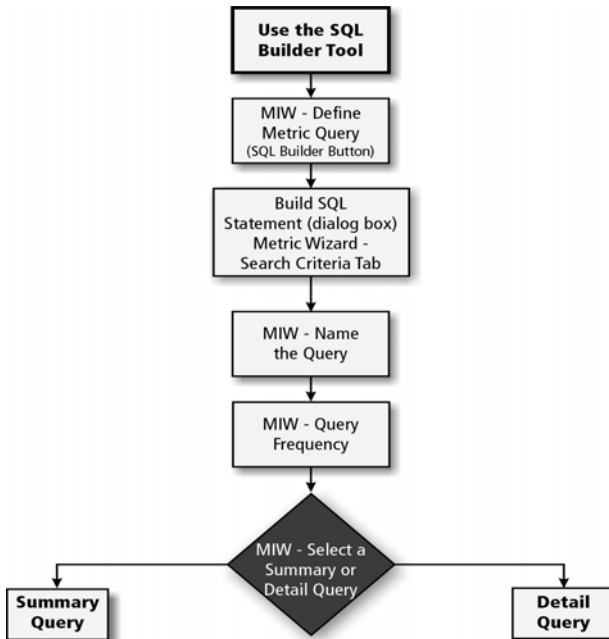 Use the SQL
Builder Tool
MIW - Define
Metric Query
(SQL Builder Button)
Build SQL
Statement (dialog box)
Metric Wizard -
Search Criteria Tab
MIW - Name
the Query
MIW - Query
Frequency
MIW - Select a
Summary or
Detail Query
Summary
Query
Detail
Query